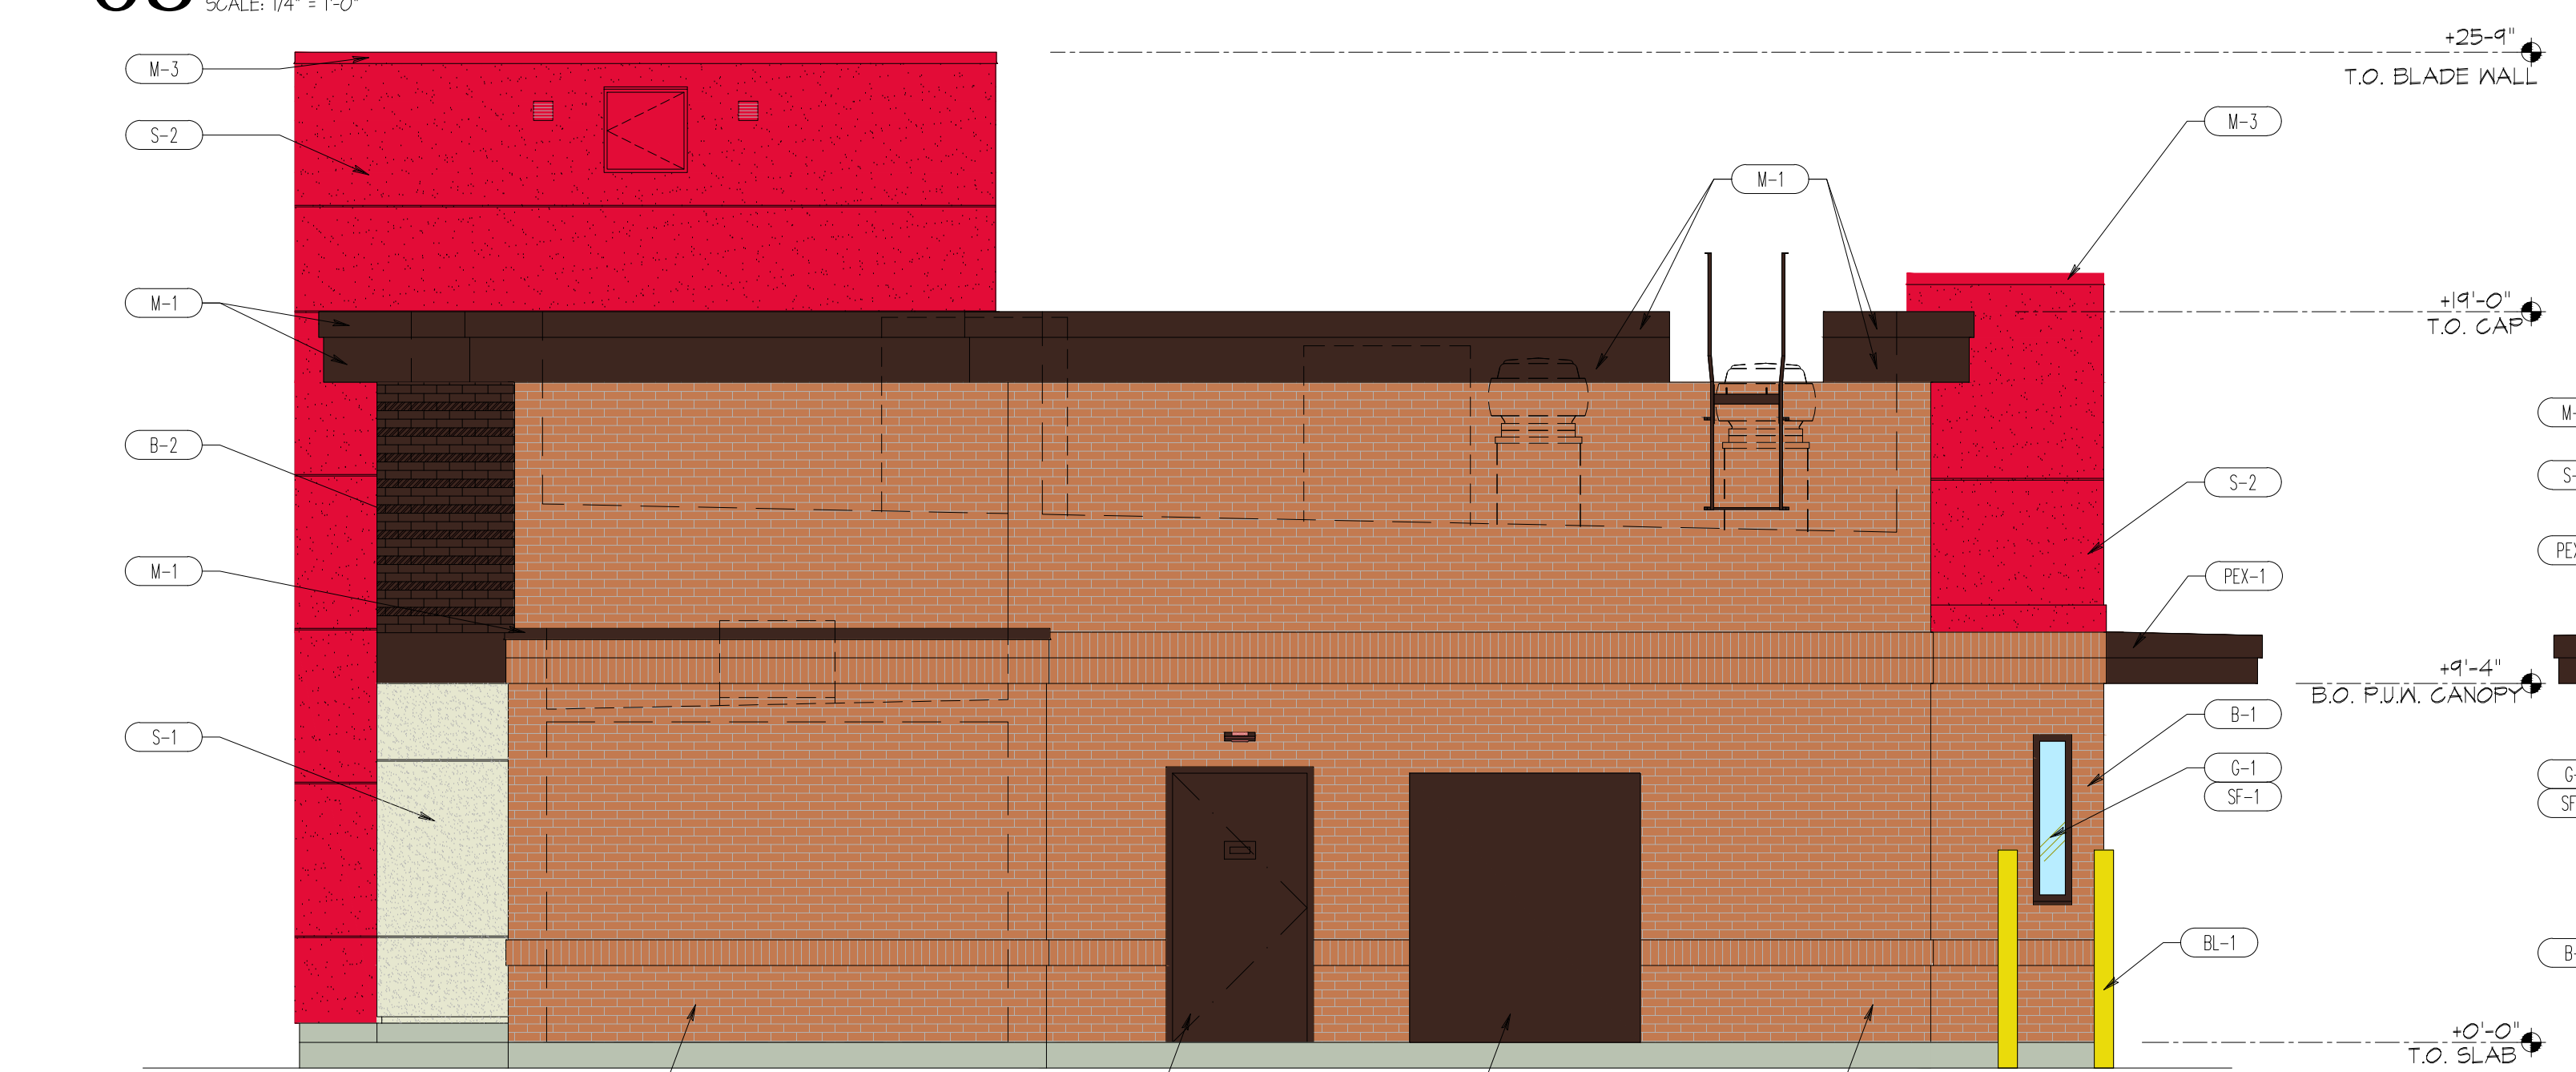 SCALE: 1/4" = 1'-0"
+25-9"
T.O. BLADE WALL
M-3
S-2
M-3
M-1
M-1
+19'-0"
T.O. CAP
B-2
S-2
M-1
PEX-1
+9'-4"
B.O. P.U.W. CANOPY
S-1
B-1
G-1
SF-1
BL-1
+0'-0"
T.O. SLAB